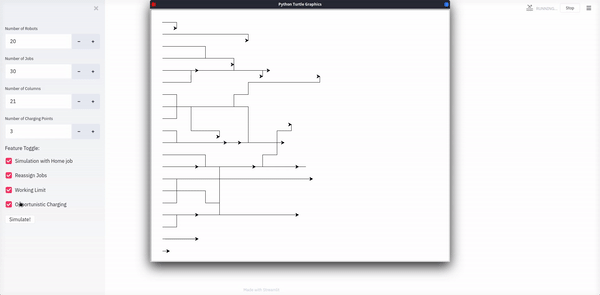 Python Turtle Graphics
RUNNING...
Stop
Number of Robots
20
Number of Jobs
30
Number of Columns
21
Number of Charging Points
3
Feature Toggle:
Simulation with Home job
Reassign Jobs
Working Limit
Opportunistic Charging
Simulate!
Made with Streamlit